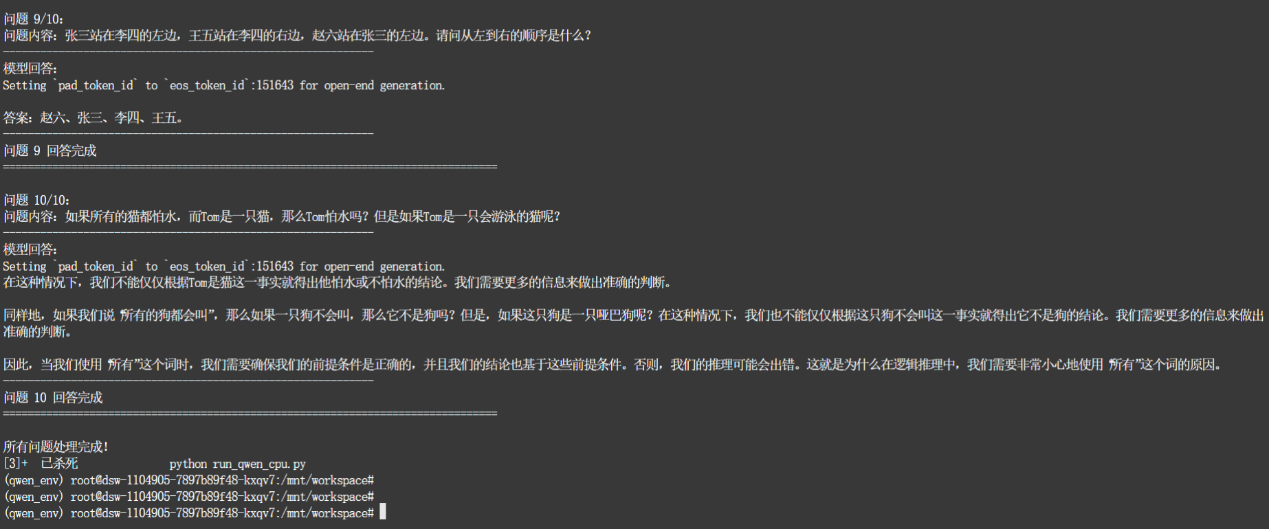 问题 9/10:
问题内容: 张三站在李四的左边，王五站在李四的右边，赵六站在张三的左边。请问从左到右的顺序是什么？
------------------------------------------------------------
模型回答:
Setting `pad_token_id` to `eos_token_id`:151643 for open-end generation.
答案: 赵六、张三、李四、王五。
------------------------------------------------------------
问题 9 回答完成
================================================================================
问题 10/10:
问题内容: 如果所有的猫都怕水，而Tom是一只猫，那么Tom怕水吗？但是如果Tom是一只会游泳的猫呢？
------------------------------------------------------------
模型回答:
Setting `pad_token_id` to `eos_token_id`:151643 for open-end generation.
在这种情况下，我们不能仅仅根据Tom是猫这一事实就得出他怕水或不怕水的结论。我们需要更多的信息来做出准确的判断。
同样地，如果我们说“所有的狗都会叫”，那么如果一只狗不会叫，那么它不是狗吗？但是，如果这只狗是一只哑巴狗呢？在这种情况下，我们也不能仅仅根据这只狗不会叫这一事实就得出它不是狗的结论。我们需要更多的信息来做出
准确的判断。
因此，当我们使用“所有”这个词时，我们需要确保我们的前提条件是正确的，并且我们的结论也基于这些前提条件。否则，我们的推理可能会出错。这就是为什么在逻辑推理中，我们需要非常小心地使用“所有”这个词的原因。
------------------------------------------------------------
问题 10 回答完成
================================================================================
所有问题处理完成！
[3]+  已杀死               python run_qwen_cpu.py
(qwen_env) root@dsw-1104905-7897b89f48-kxqv7:/mnt/workspace#
(qwen_env) root@dsw-1104905-7897b89f48-kxqv7:/mnt/workspace#
(qwen_env) root@dsw-1104905-7897b89f48-kxqv7:/mnt/workspace#